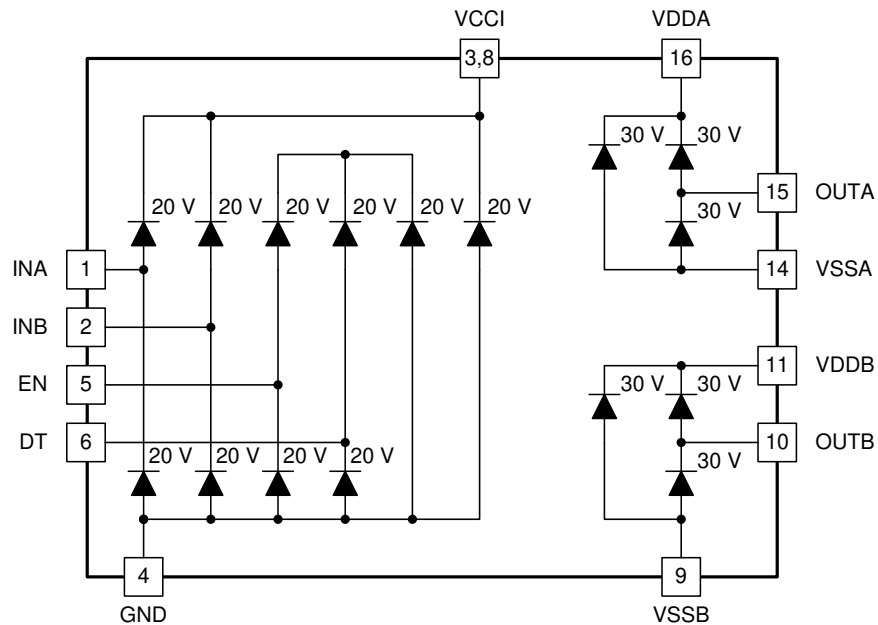 VCCI VDDA
3,8 16
30 V 30 V
15 OUTA
20 V 20 V 20 V 20 V 20 V 20 V 30 V
INA 1 14 VSSA
INB 2
11 VDDB
EN 5 30 V 30 V
DT 6 10 OUTB
20 V 20 V 20 V 20 V 30 V
4 9
GND VSSB